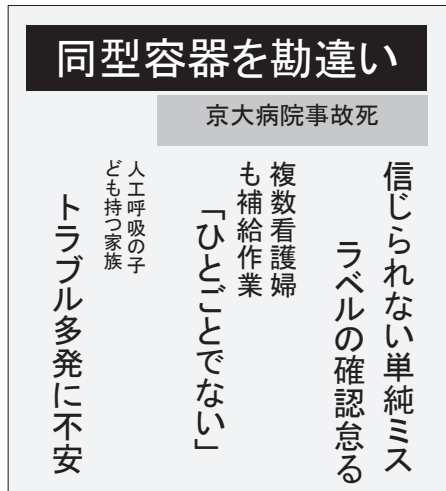 同型容器を勘違い
京大病院事故死
信じられない単純ミス
ラベルの確認怠る
複数看護婦
も補給作業
「ひとごとでない」
人工呼吸の子
ども持つ家族
トラブル多発に不安